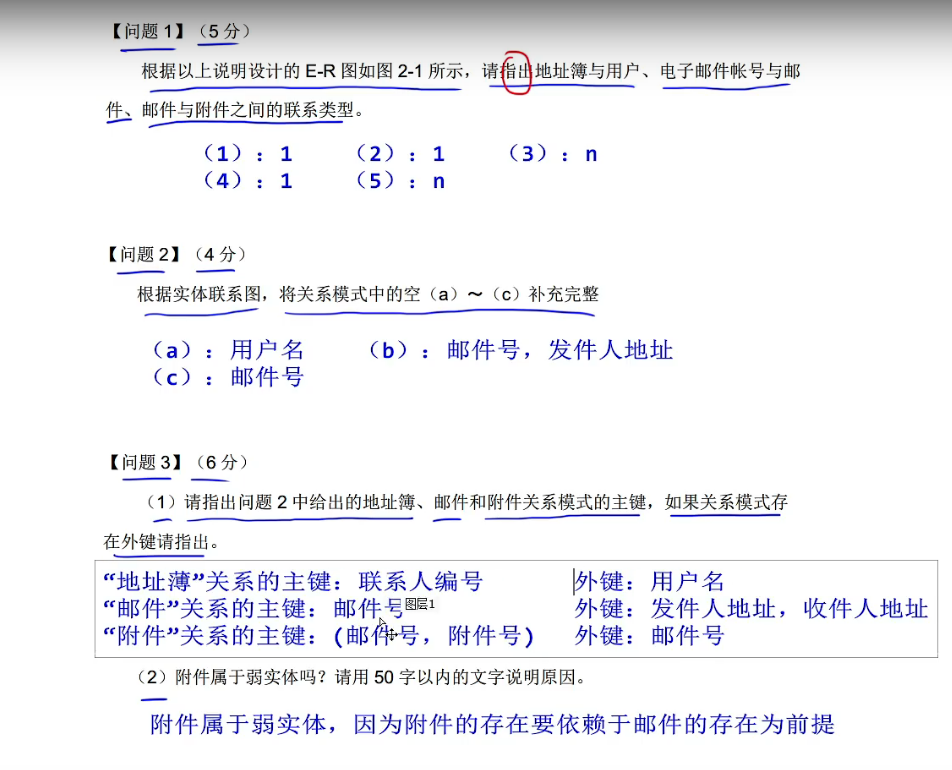 【问题 1】（5 分）
根据以上说明设计的 E-R 图如图 2-1 所示，请指出地址簿与用户、电子邮件帐号与邮
件、邮件与附件之间的联系类型。
（1）：1 （2）：1 （3）：n
（4）：1 （5）：n
【问题 2】（4 分）
根据实体联系图，将关系模式中的空（a）～（c）补充完整
（a）：用户名 （b）：邮件号，发件人地址
（c）：邮件号
【问题 3】（6 分）
（1）请指出问题 2 中给出的地址簿、邮件和附件关系模式的主键，如果关系模式存
在外键请指出。
“地址薄”关系的主键：联系人编号 外键：用户名
“邮件”关系的主键：邮件号 图层1 外键：发件人地址，收件人地址
“附件”关系的主键：(邮件号，附件号) 外键：邮件号
（2）附件属于弱实体吗？请用 50 字以内的文字说明原因。
附件属于弱实体，因为附件的存在要依赖于邮件的存在为前提